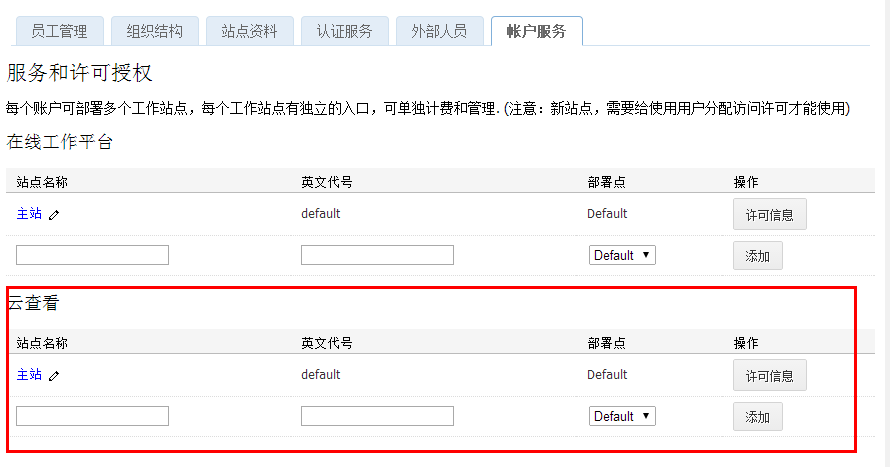 员工管理 组织结构 站点资料 认证服务 外部人员 帐户服务
服务和许可授权
每个账户可部署多个工作站点，每个工作站点有独立的入口，可单独计费和管理. (注意：新站点，需要给使用用户分配访问许可才能使用)
在线工作平台
站点名称 英文代号 部署点 操作
主站 default Default 许可信息
Default 添加
云查看
站点名称 英文代号 部署点 操作
主站 default Default 许可信息
Default 添加